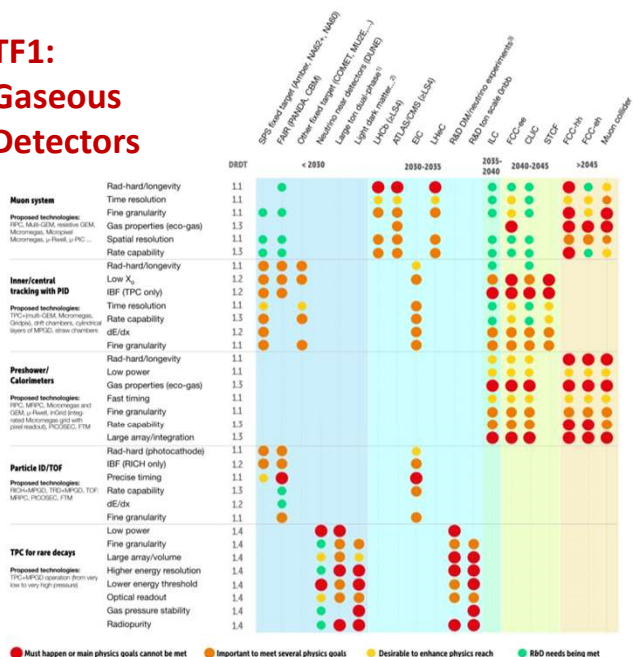 TF1:
Gaseous
Detectors
SPS fixed target (Amber, NA62+, NA60)
FAIR (PANDA, CBM)
Other fixed target (COMET, MU2E,...)
Neutrino near detectors (DUNE)
Large ton dual-phase 1)
Light dark matter... 2)
LHCb (≥LS4)
ATLAS/CMS (≥LS4)
EIC
LHeC
R&D DM/neutrino experiments 3)
R&D ton scale 0nbb
ILC
FCC-ee
CLIC
STCF
FCC-hh
FCC-eh
Muon collider
DRDT < 2030 2030-2035 2035-2040 2040-2045 >2045
Muon system
Proposed technologies:
RPC, Multi-GEM, resistive GEM,
Micromegas, Micropixel
Micromegas, μ-Rwell, μ-PIC ...
Rad-hard/longevity 1.1
Time resolution 1.1
Fine granularity 1.1
Gas properties (eco-gas) 1.3
Spatial resolution 1.1
Rate capability 1.3
Inner/central
tracking with PID
Proposed technologies:
TPC+(multi-GEM, Micromegas,
Gridpix), drift chambers, cylindrical
layers of MPGD, straw chambers
Rad-hard/longevity 1.1
Low X₀ 1.2
IBF (TPC only) 1.2
Time resolution 1.1
Rate capability 1.3
dE/dx 1.2
Fine granularity 1.1
Preshower/
Calorimeters
Proposed technologies:
RPC, MRPC, Micromegas and
GEM, μ-Rwell, InGrid (integ-
rated Micromegas grid with
pixel readout), PICOSEC, FTM
Rad-hard/longevity 1.1
Low power 1.1
Gas properties (eco-gas) 1.3
Fast timing 1.1
Fine granularity 1.1
Rate capability 1.3
Large array/integration 1.3
Particle ID/TOF
Proposed technologies:
RICH+MPGD, TRD+MPGD, TOF:
MRPC, PICOSEC, FTM
Rad-hard (photocathode) 1.1
IBF (RICH only) 1.2
Precise timing 1.1
Rate capability 1.3
dE/dx 1.2
Fine granularity 1.1
TPC for rare decays
Proposed technologies:
TPC+MPGD operation (from very
low to very high pressure)
Low power 1.4
Fine granularity 1.4
Large array/volume 1.4
Higher energy resolution 1.4
Lower energy threshold 1.4
Optical readout 1.4
Gas pressure stability 1.4
Radiopurity 1.4
Must happen or main physics goals cannot be met
Important to meet several physics goals
Desirable to enhance physics reach
R&D needs being met